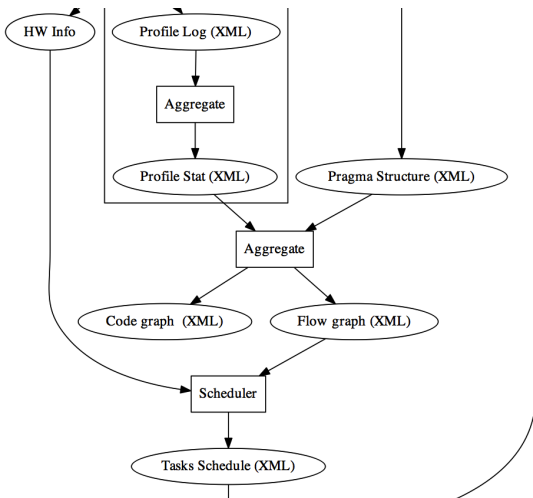 HW Info
Profile Log (XML)
Aggregate
Profile Stat (XML)
Pragma Structure (XML)
Aggregate
Code graph  (XML)
Flow graph (XML)
Scheduler
Tasks Schedule (XML)